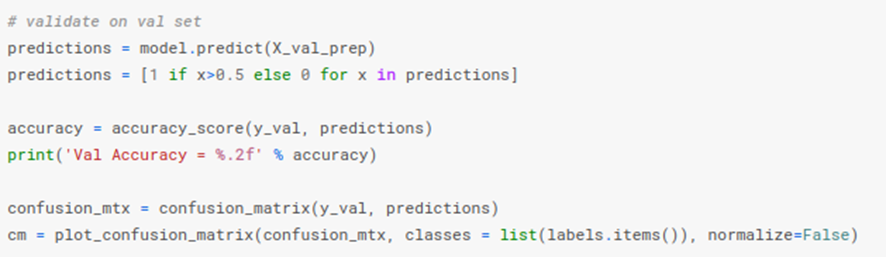 # validate on val set
predictions = model.predict(X_val_prep)
predictions = [1 if x>0.5 else 0 for x in predictions]
accuracy = accuracy_score(y_val, predictions)
print('Val Accuracy = %.2f' % accuracy)
confusion_mtx = confusion_matrix(y_val, predictions)
cm = plot_confusion_matrix(confusion_mtx, classes = list(labels.items()), normalize=False)